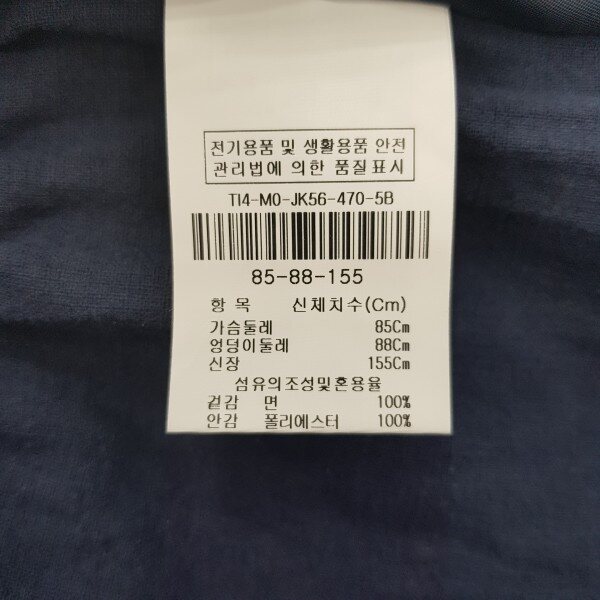 전기용품 및 생활용품 안전
관리법에 의한 품질표시
TI4-MO-JK56-470-5B
85-88-155
항 목 신체치수(Cm)
가슴둘레 85Cm
엉덩이둘레 88Cm
신장 155Cm
섬유의조성및혼용율
겉감 면 100%
안감 폴리에스터 100%